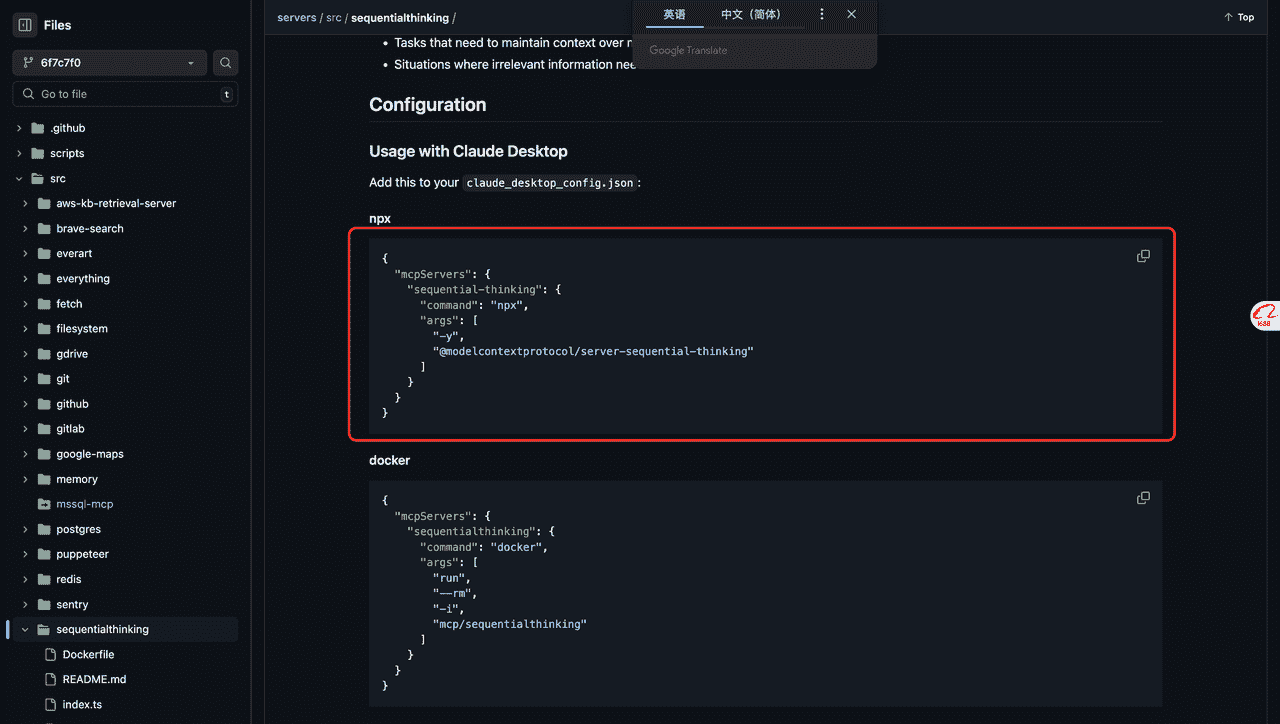 Files
6f7c7f0
Go to file
t
.github
scripts
src
aws-kb-retrieval-server
brave-search
everart
everything
fetch
filesystem
gdrive
git
github
gitlab
google-maps
memory
mssql-mcp
postgres
puppeteer
redis
sentry
sequentialthinking
Dockerfile
README.md
index.ts
servers / src / sequentialthinking /
Top
英语
中文（简体）
Google Translate
Tasks that need to maintain context over
Situations where irrelevant information
Configuration
Usage with Claude Desktop
Add this to your claude_desktop_config.json:
npx
{
"mcpServers": {
"sequential-thinking": {
"command": "npx",
"args": [
"-y",
"@modelcontextprotocol/server-sequential-thinking"
]
}
}
}
docker
{
"mcpServers": {
"sequentialthinking": {
"command": "docker",
"args": [
"run",
"--rm",
"-i",
"mcp/sequentialthinking"
]
}
}
}
1688